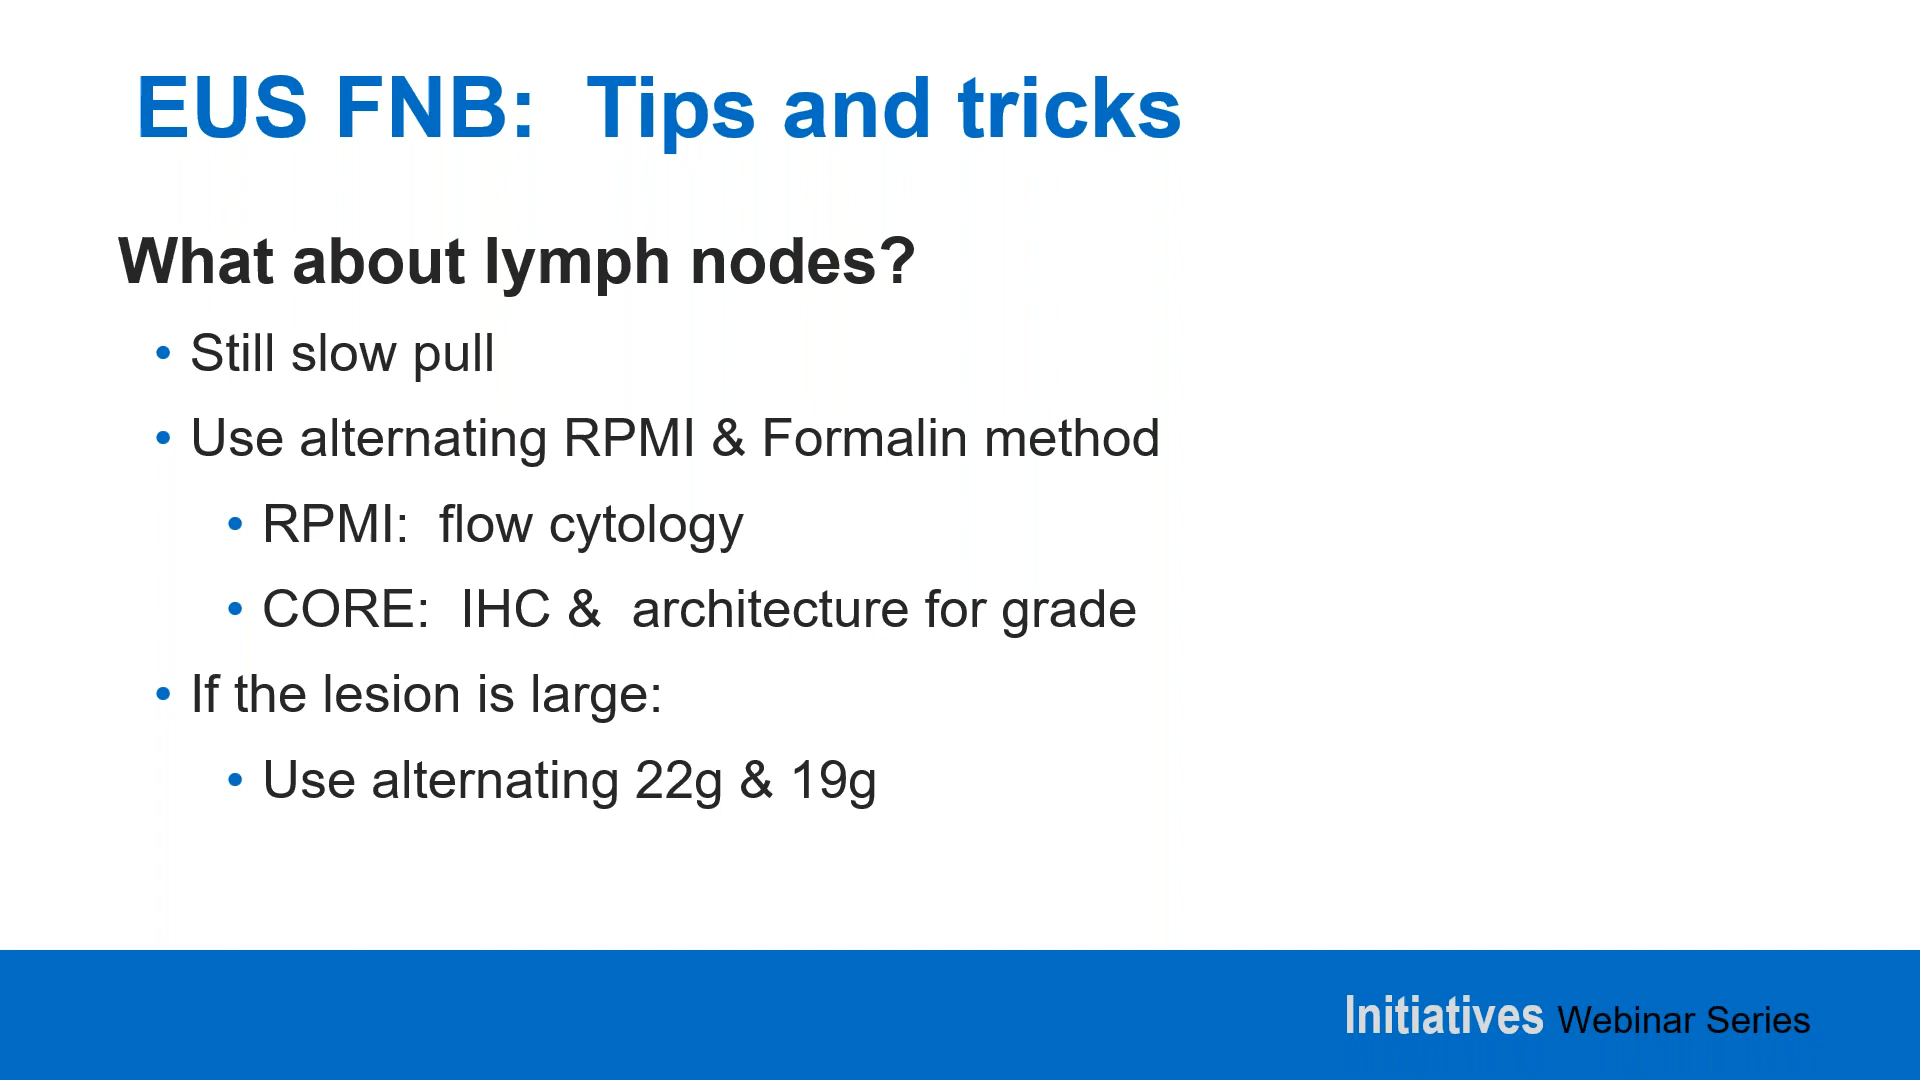 EUS FNB: Tips and tricks
What about lymph nodes?
• Still slow pull
• Use alternating RPMI & Formalin method
• RPMI: flow cytology
• CORE: IHC & architecture for grade
• If the lesion is large:
• Use alternating 22g & 19g
Initiatives Webinar Series